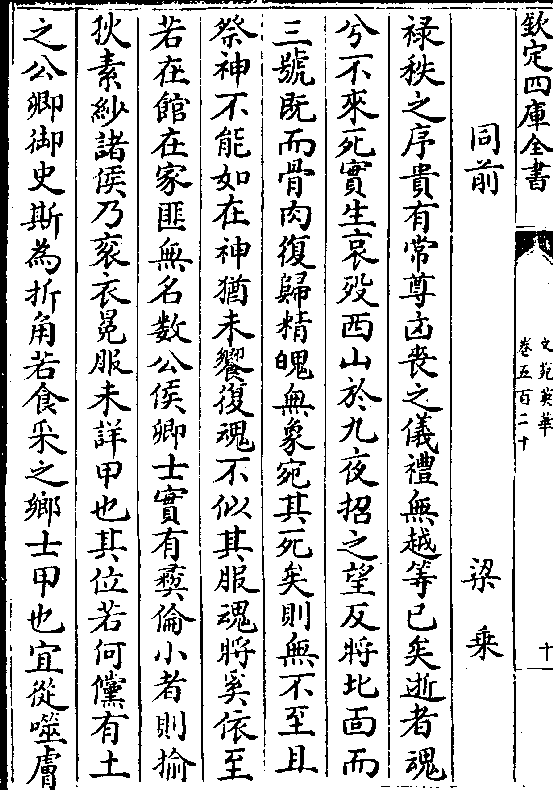 欽定四庫全書
文苑英華
卷五百二十
十
同前
梁乗
祿秩之序貴有常尊凶喪之儀禮無越等已矣逝者魂
兮不來死實生哀歿西山於九夜招之望反將北面而
三號既而骨肉復歸精魄無象宛其死矣則無不至且
祭神不能如在神猶未饗復魂不似其服魂將奚依至
若在館在家匪無名數公侯卿士實有彛倫小者則揄
狄素紗諸侯乃衮衣冕服未詳甲也其位若何儻有土
之公卿御史斯為折角若食采之鄉士甲也宜從噬膚